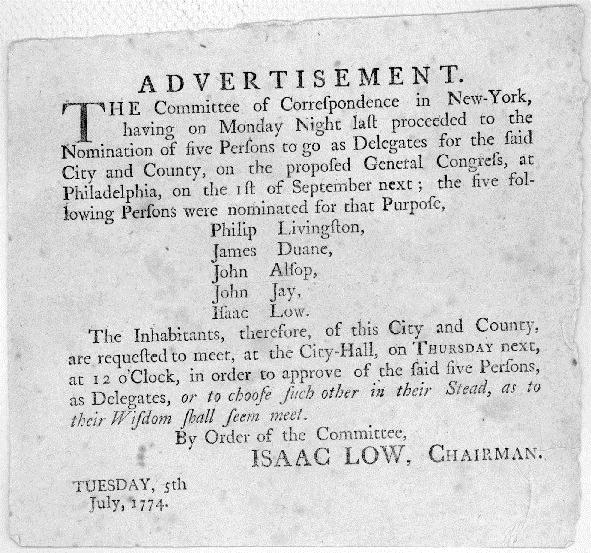 ADVERTISEMENT.
THE Committee of Correſpondence in New-York,
having on Monday Night laſt proceeded to the
Nomination of five Perſons to go as Delegates for the ſaid
City and County, on the propoſed General Congreſs, at
Philadelphia, on the 1ſt of September next; the five fol-
lowing Perſons were nominated for that Purpoſe,
Philip Livingſton,
James Duane,
John Alſop,
John Jay,
Iſaac Low.
The Inhabitants, therefore, of this City and County,
are requeſted to meet, at the City-Hall, on THURSDAY next,
at 12 o'Clock, in order to approve of the ſaid five Perſons,
as Delegates, or to chooſe ſuch other in their Stead, as to
their Wiſdom ſhall ſeem meet.
By Order of the Committee,
ISAAC LOW, CHAIRMAN.
TUESDAY, 5th
July, 1774.